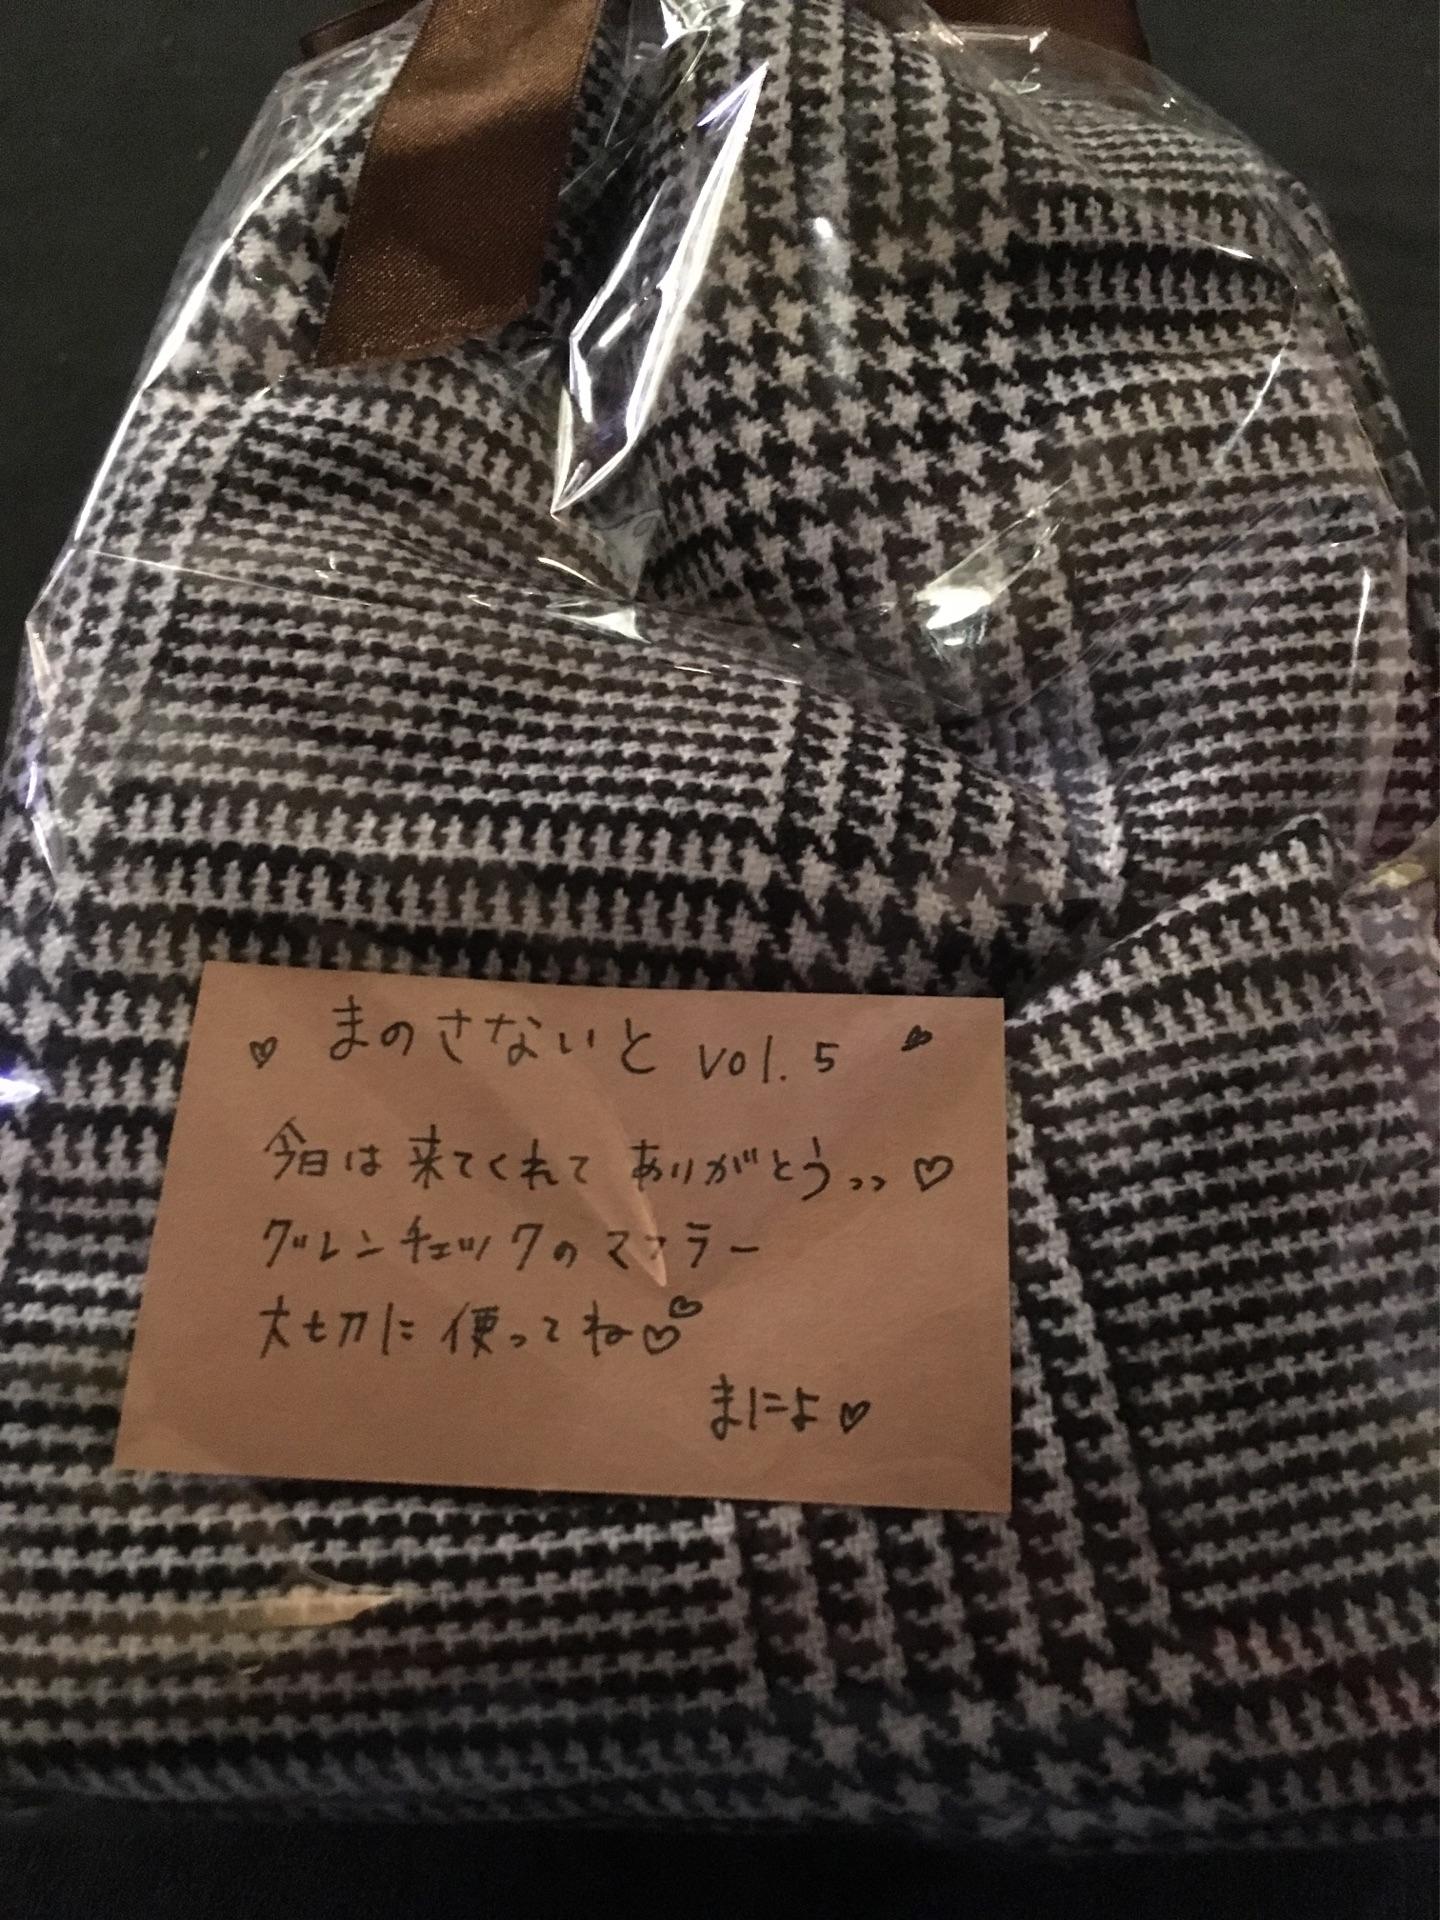 ♡ まのさないと vol.5 ♡
今日は来てくれてありがとうっっ♡
グレンチェックのマフラー
大切に使ってね♡♡
まによ♡